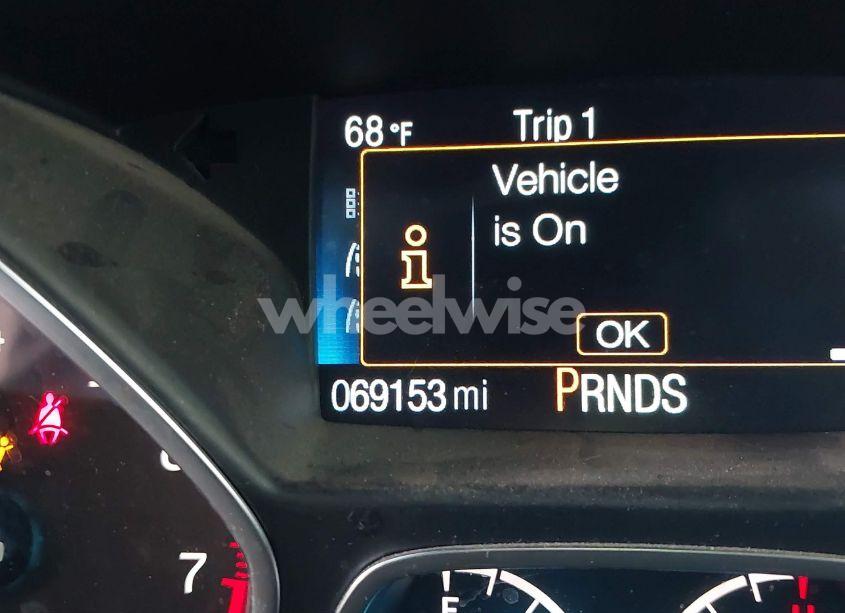 68 °F Trip 1
Vehicle
is On
i
wheelwise
OK
069153 mi PRNDS
7
E